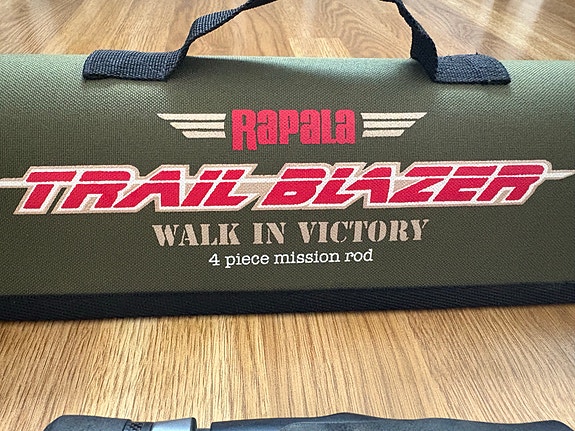 Rapala
TRAIL BLAZER
WALK IN VICTORY
4 piece mission rod